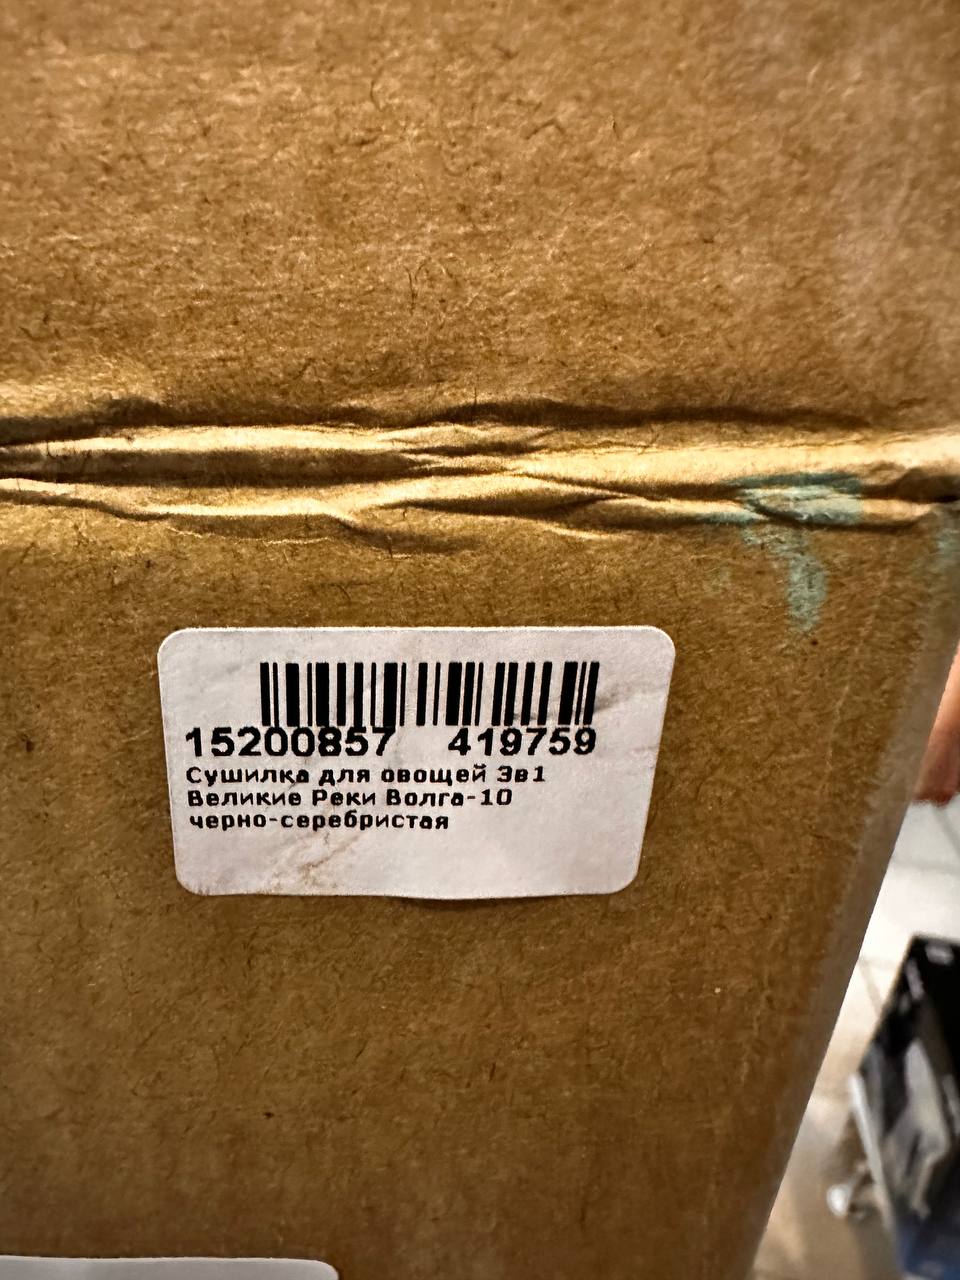 15200857 419759
Сушилка для овощей 3в1
Великие Реки Волга-10
черно-серебристая